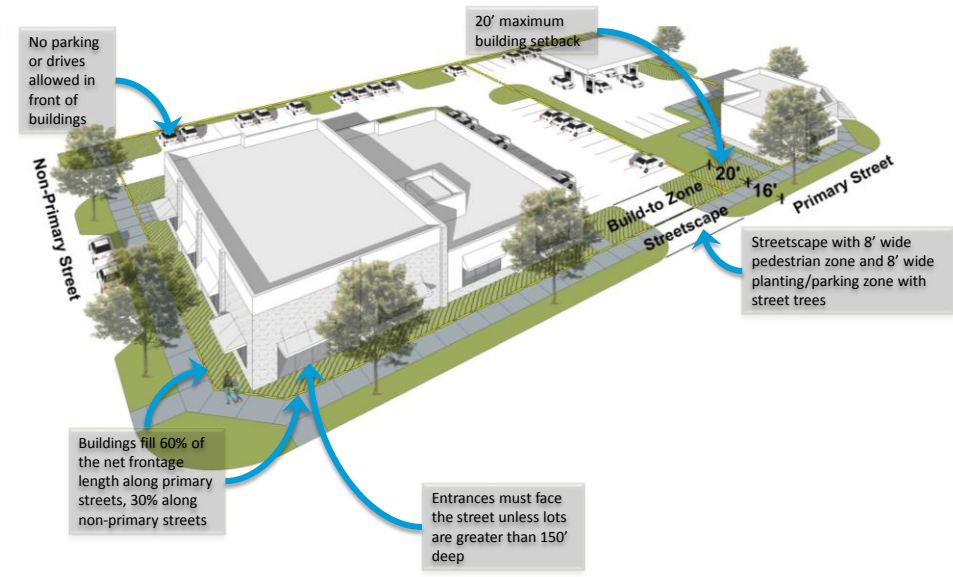 No parking
or drives
allowed in
front of
buildings
20' maximum
building setback
Non-Primary Street
20'
16'
Build-to Zone
Streetscape
Primary Street
Streetscape with 8' wide
pedestrian zone and 8' wide
planting/parking zone with
street trees
Buildings fill 60% of
the net frontage
length along primary
streets, 30% along
non-primary streets
Entrances must face
the street unless lots
are greater than 150'
deep